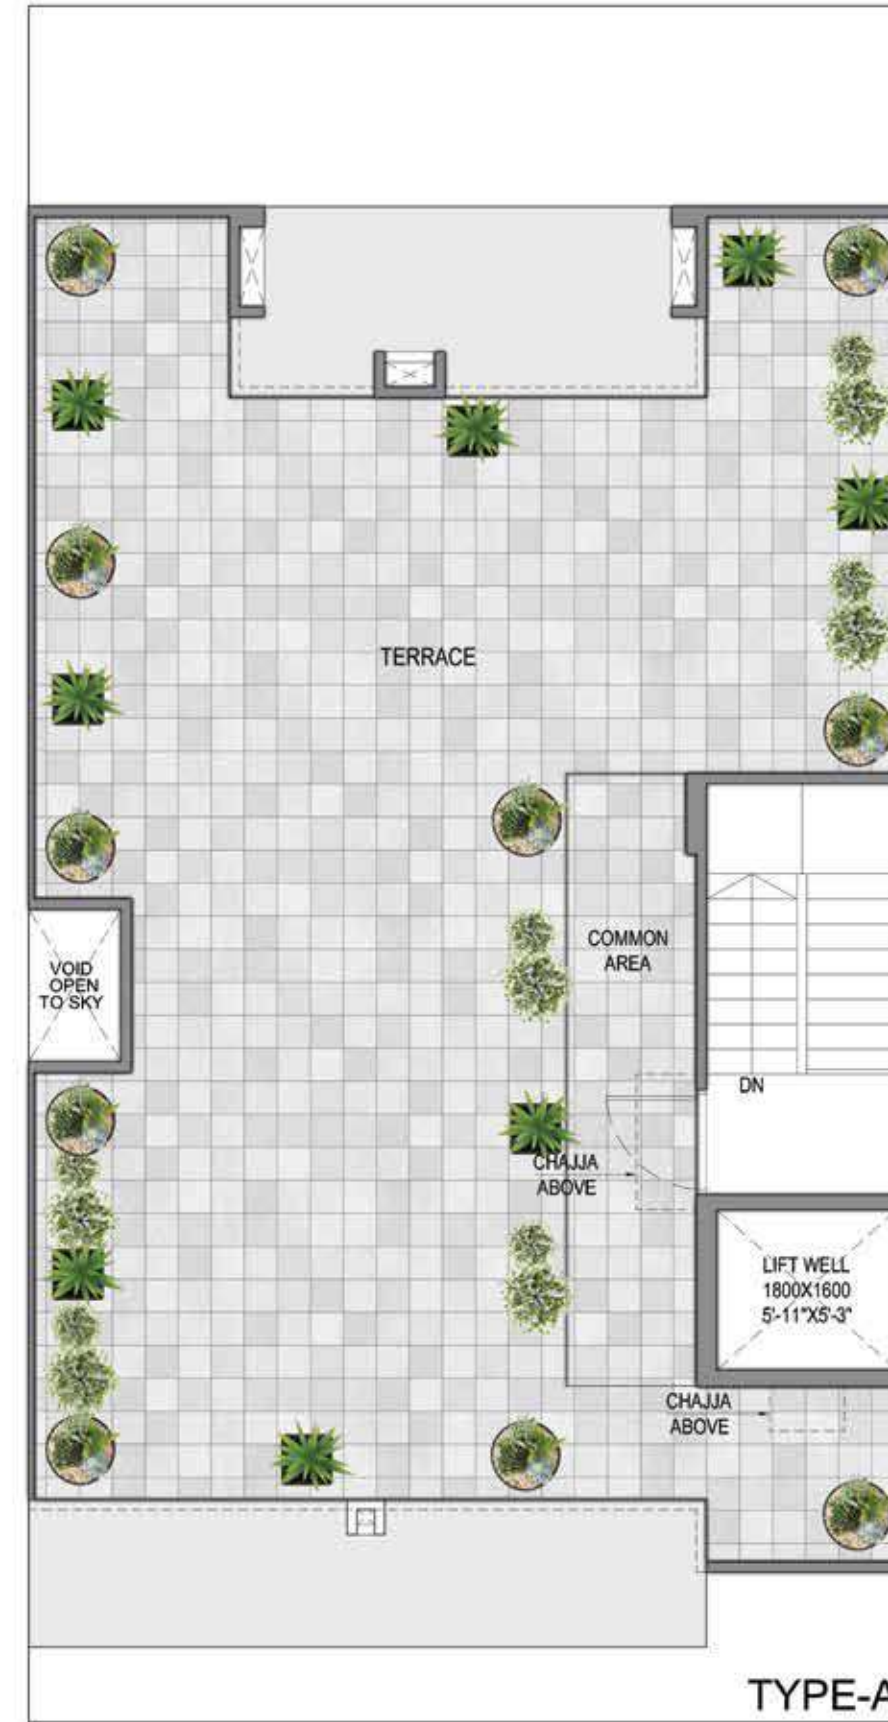 TERRACE
COMMON
AREA
VOID
OPEN
TO SKY
DN
CHAJJA
ABOVE
LIFT WELL
1800X1600
5'-11"X5'-3"
CHAJJA
ABOVE
TYPE-A